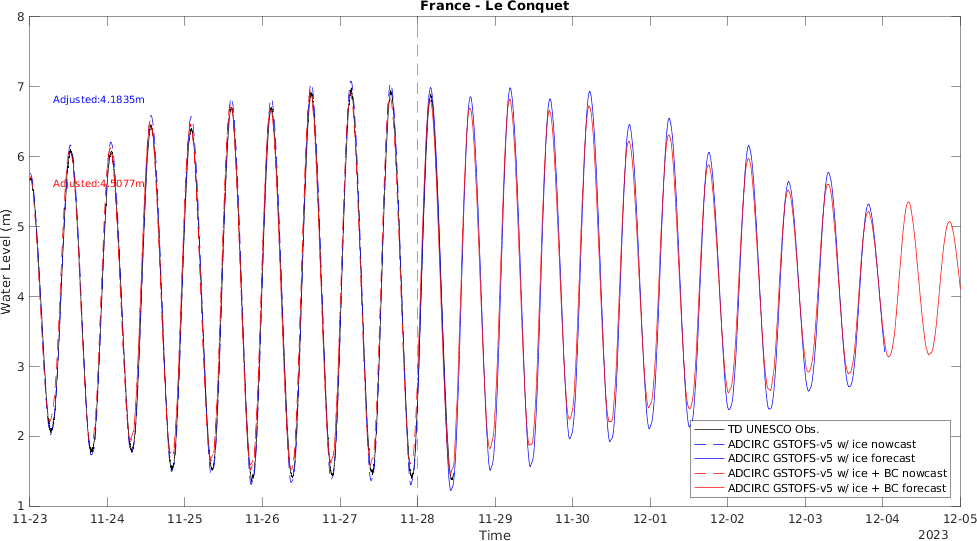 France - Le Conquet
8
7
6
5
4
3
2
1
Water Level (m)
Adjusted:4.1835m
Adjusted:4.5077m
TD UNESCO Obs.
ADCIRC GSTOFS-v5 w/ ice nowcast
ADCIRC GSTOFS-v5 w/ ice forecast
ADCIRC GSTOFS-v5 w/ ice + BC nowcast
ADCIRC GSTOFS-v5 w/ ice + BC forecast
11-23 11-24 11-25 11-26 11-27 11-28 11-29 11-30 12-01 12-02 12-03 12-04 12-05
Time
2023